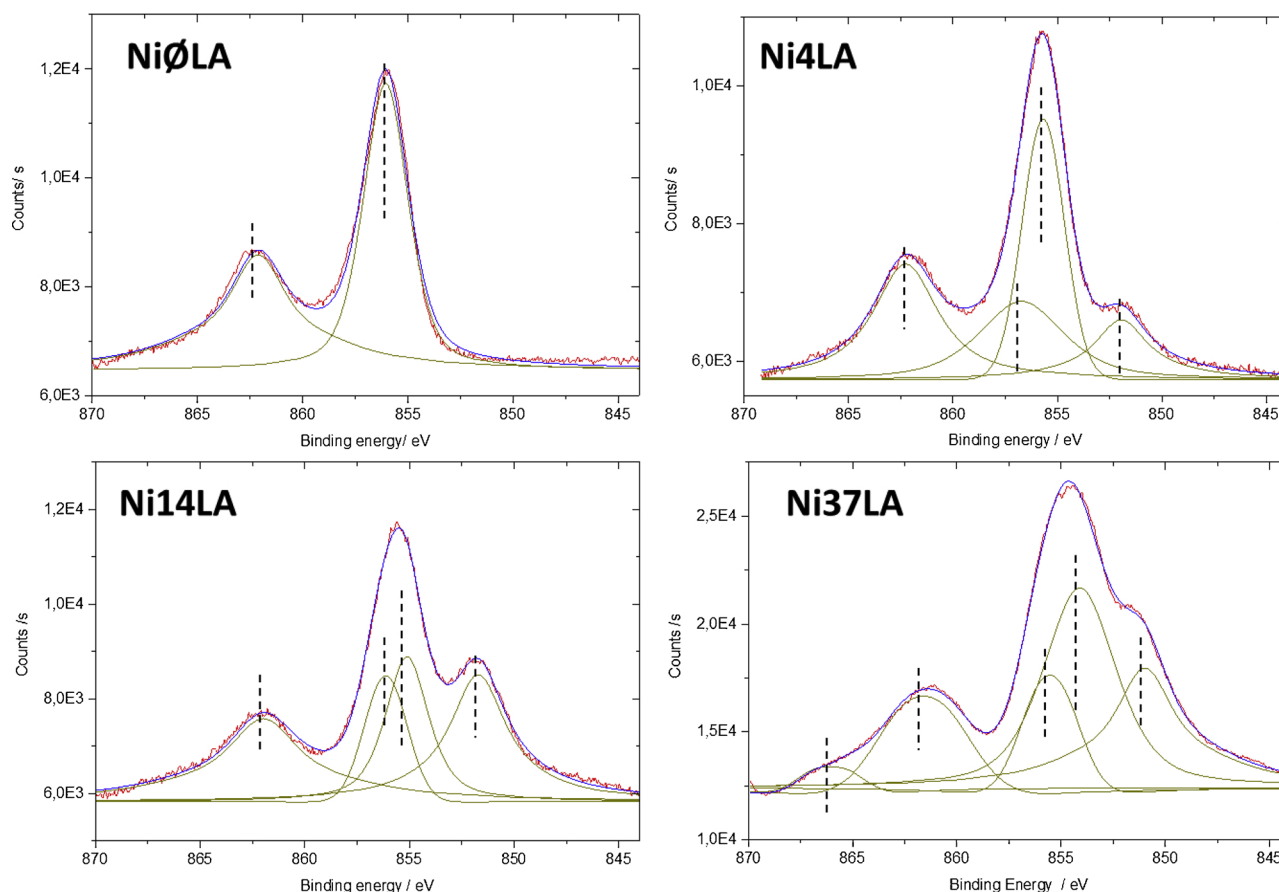 NiØLA
1,2E4
1,0E4
8,0E3
6,0E3
Counts/ s
870 865 860 855 850 845
Binding energy/ eV
Ni4LA
1,0E4
8,0E3
6,0E3
Counts/ s
870 865 860 855 850 845
Binding energy/ eV
Ni14LA
1,2E4
1,0E4
8,0E3
6,0E3
Counts /s
870 865 860 855 850 845
Binding energy/ eV
Ni37LA
2,5E4
2,0E4
1,5E4
1,0E4
Counts /s
870 865 860 855 850 845
Binding Energy / eV